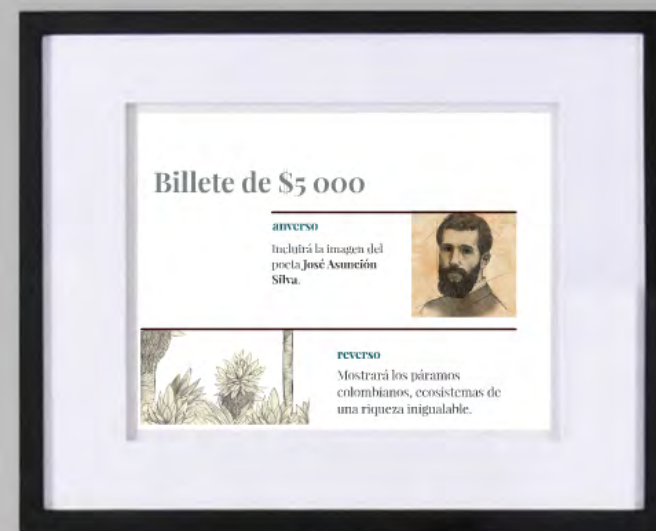 Billete de $5 000
anverso
Incluirá la imagen del
poeta José Asunción
Silva.
reverso
Mostrará los páramos
colombianos, ecosistemas de
una riqueza inigualable.